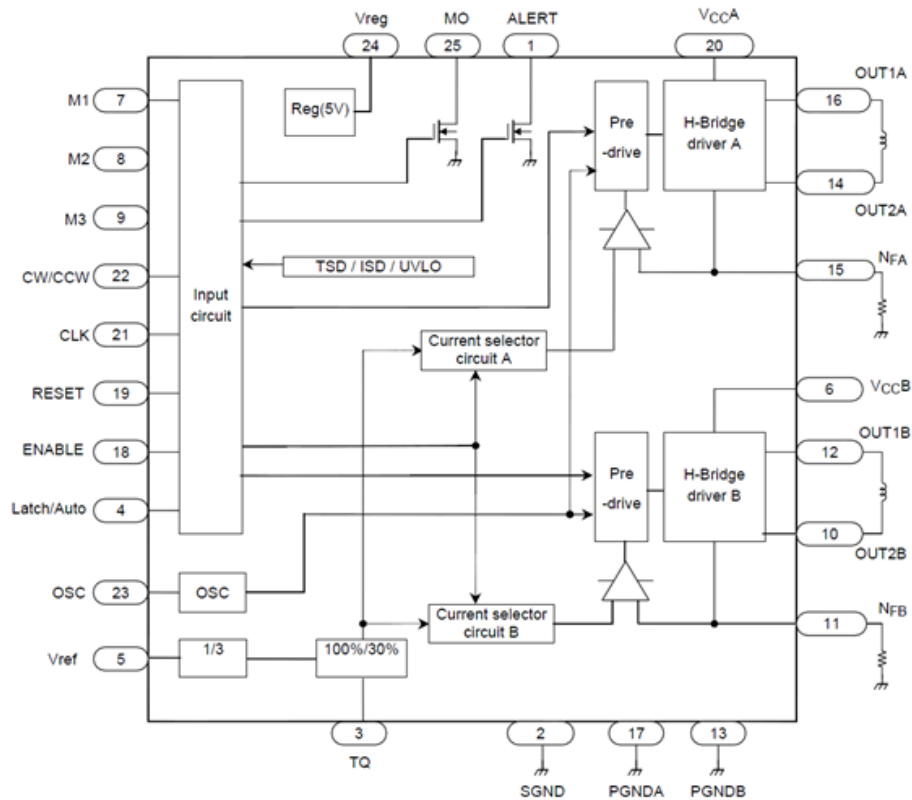 Vreg
MO
ALERT
VCCA
24
25
1
20
M1
7
M2
8
M3
9
CW/CCW
22
CLK
21
RESET
19
ENABLE
18
Latch/Auto
4
OSC
23
Vref
5
Input
circuit
Reg(5V)
TSD / ISD / UVLO
Current selector
circuit A
Pre
-drive
H-Bridge
driver A
OUT1A
16
14
OUT2A
NFA
15
6
VCCB
OUT1B
12
Pre
-drive
H-Bridge
driver B
10
OUT2B
NFB
11
OSC
1/3
100%/30%
Current selector
circuit B
3
TQ
2
SGND
17
PGNDA
13
PGNDB